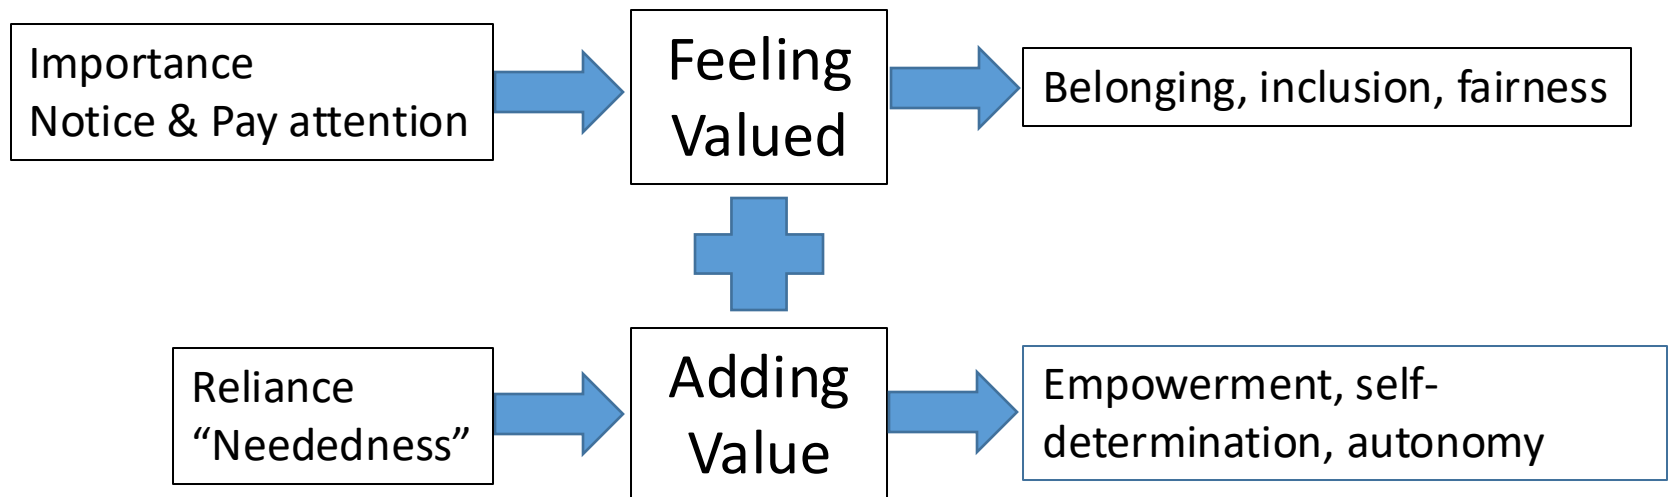 Importance
Notice & Pay attention
Feeling
Valued
Belonging, inclusion, fairness
Reliance
“Neededness”
Adding
Value
Empowerment, self-
determination, autonomy